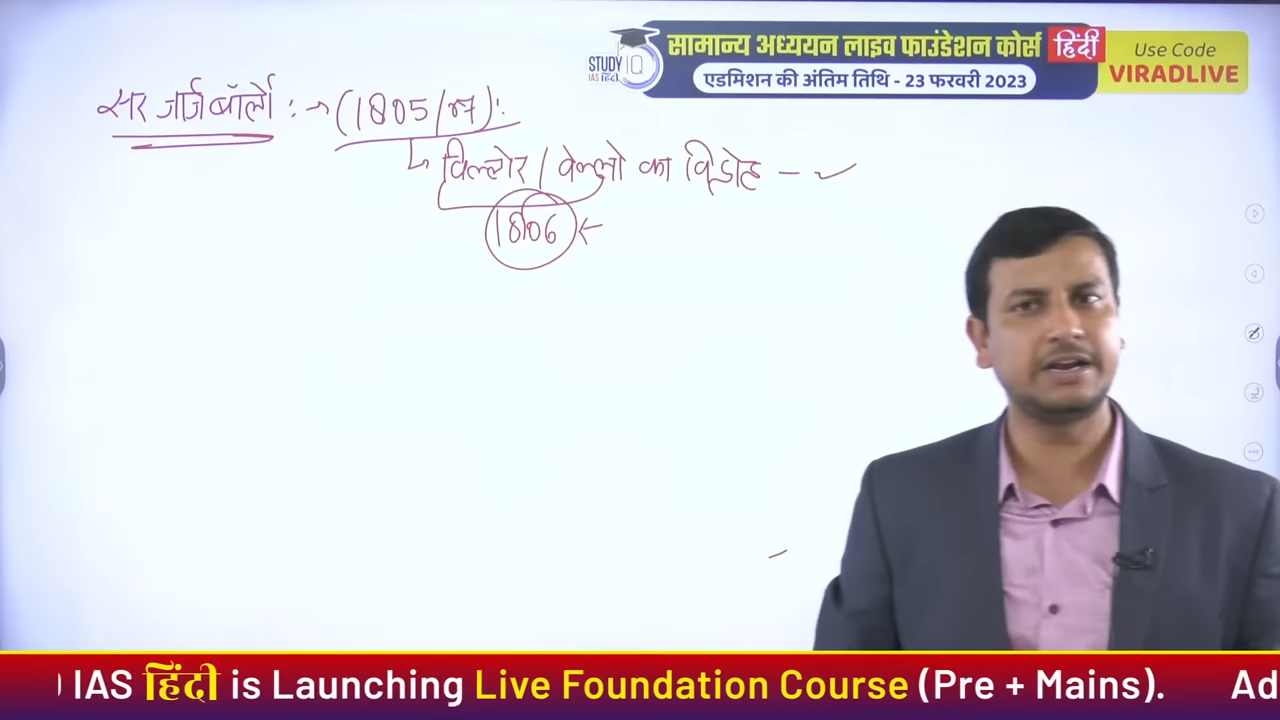 STUDY IQ
IAS हिंदी
सामान्य अध्ययन लाइव फाउंडेशन कोर्स हिंदी
एडमिशन की अंतिम तिथि - 23 फरवरी 2023
Use Code
VIRADLIVE
सर जार्ज बॉर्लो :→ (1805/07):
विल्लोर / वेल्लो का विद्रोह -
1806
IAS हिंदी is Launching Live Foundation Course (Pre + Mains). Ad